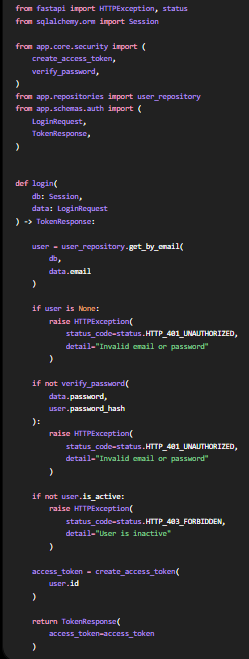 from fastapi import HTTPException, status
from sqlalchemy.orm import Session

from app.core.security import (
    create_access_token,
    verify_password,
)
from app.repositories import user_repository
from app.schemas.auth import (
    LoginRequest,
    TokenResponse,
)


def login(
    db: Session,
    data: LoginRequest
) -> TokenResponse:

    user = user_repository.get_by_email(
        db,
        data.email
    )

    if user is None:
        raise HTTPException(
            status_code=status.HTTP_401_UNAUTHORIZED,
            detail="Invalid email or password"
        )

    if not verify_password(
        data.password,
        user.password_hash
    ):
        raise HTTPException(
            status_code=status.HTTP_401_UNAUTHORIZED,
            detail="Invalid email or password"
        )

    if not user.is_active:
        raise HTTPException(
            status_code=status.HTTP_403_FORBIDDEN,
            detail="User is inactive"
        )

    access_token = create_access_token(
        user.id
    )

    return TokenResponse(
        access_token=access_token
    )